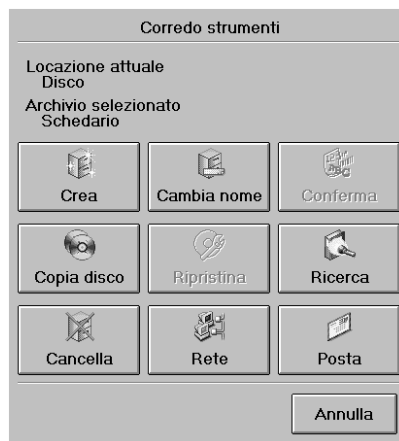 Corredo strumenti
Locazione attuale
Disco
Archivio selezionato
Schedario
Crea
Cambia nome
Conferma
Copia disco
Ripristina
Ricerca
Cancella
Rete
Posta
Annulla